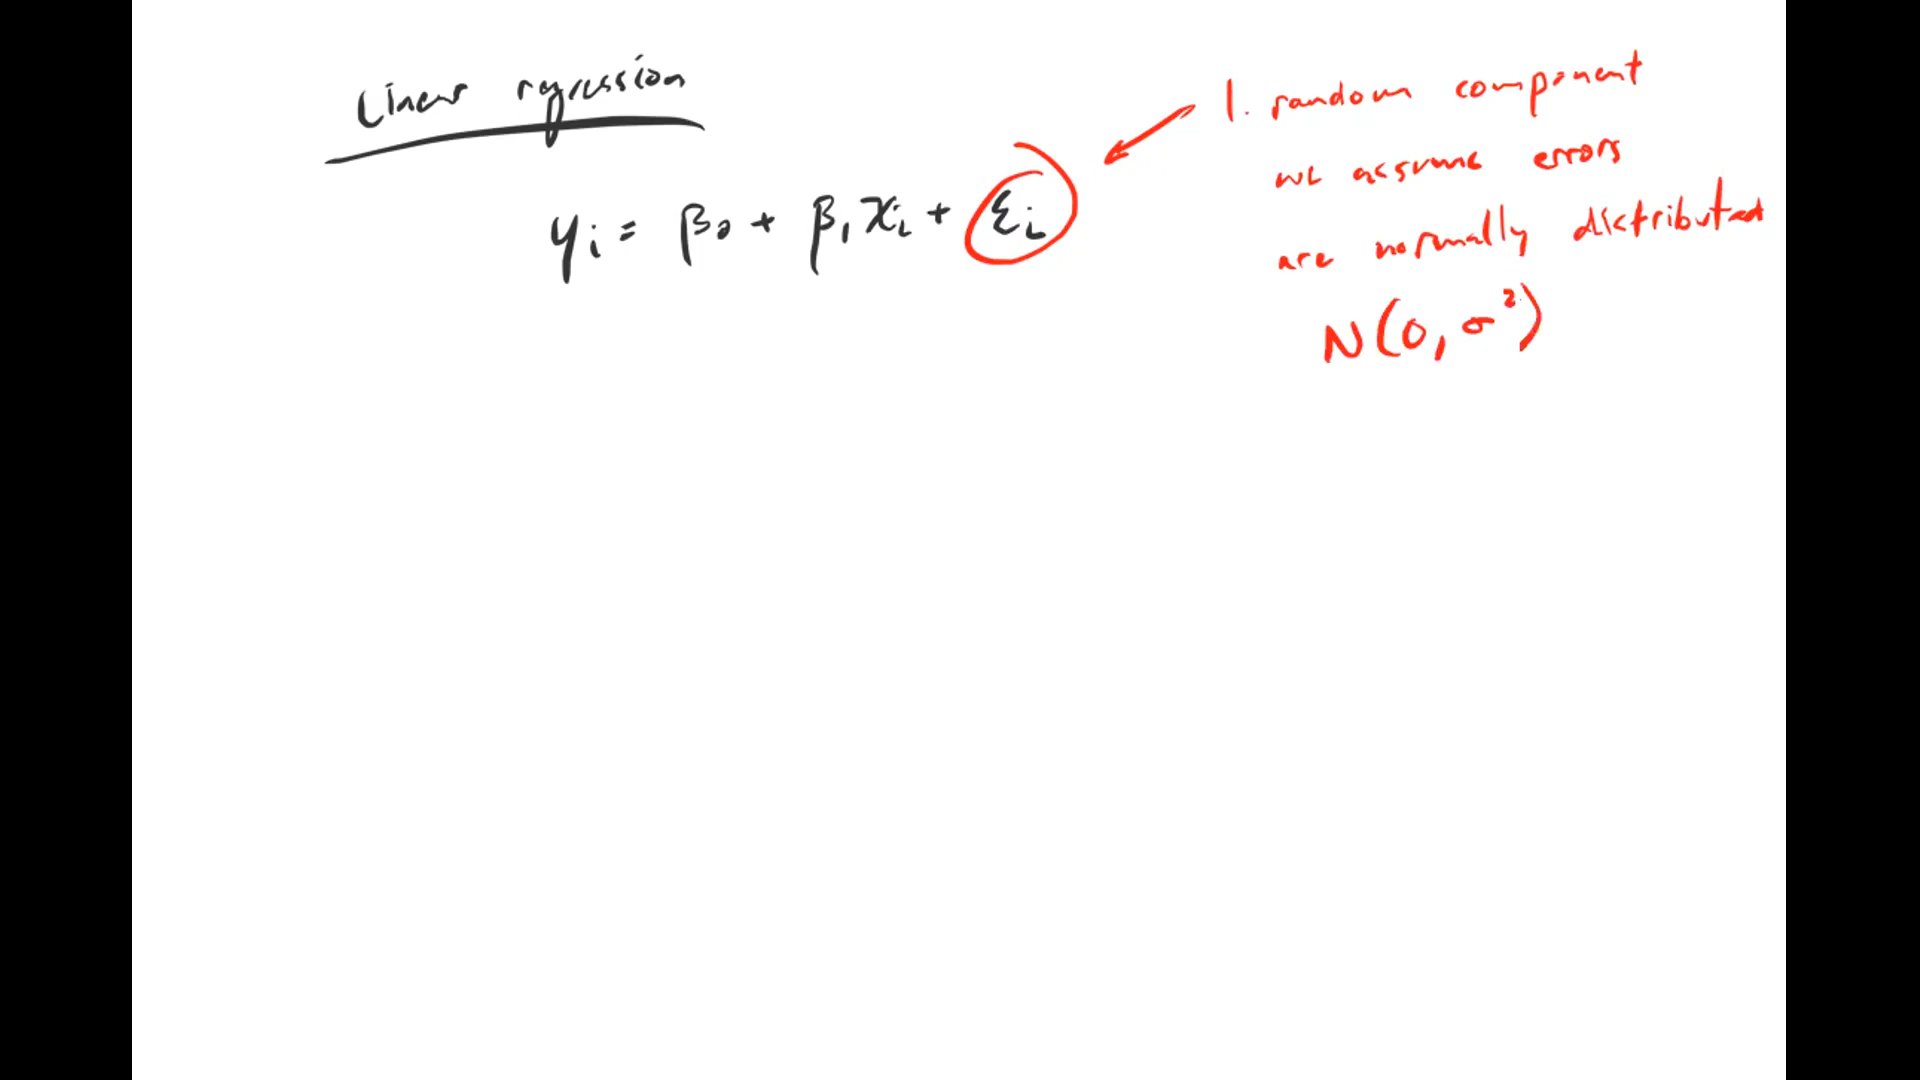 Linear regression
yᵢ = β₀ + β₁xᵢ + εᵢ
1. random component
we assume errors
are normally distributed
N(0, σ²)